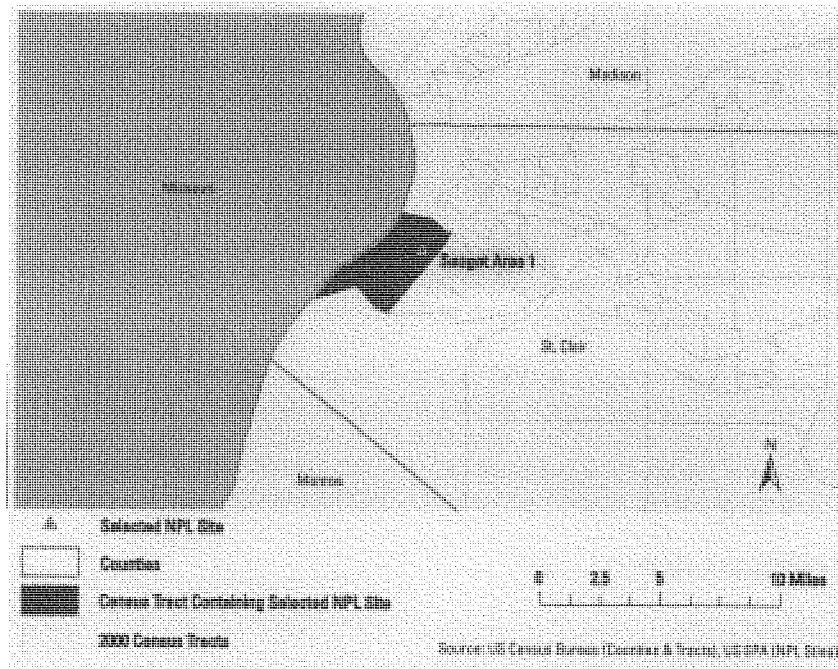 Madison
Missouri
Sauget Area 1
St. Clair
Monroe
N
Selected NPL Site
Counties
Census Tract Containing Selected NPL Site
2000 Census Tracts
0 2.5 5 10 Miles
Source: US Census Bureau (Counties & Tracts), US EPA (NPL Sites)